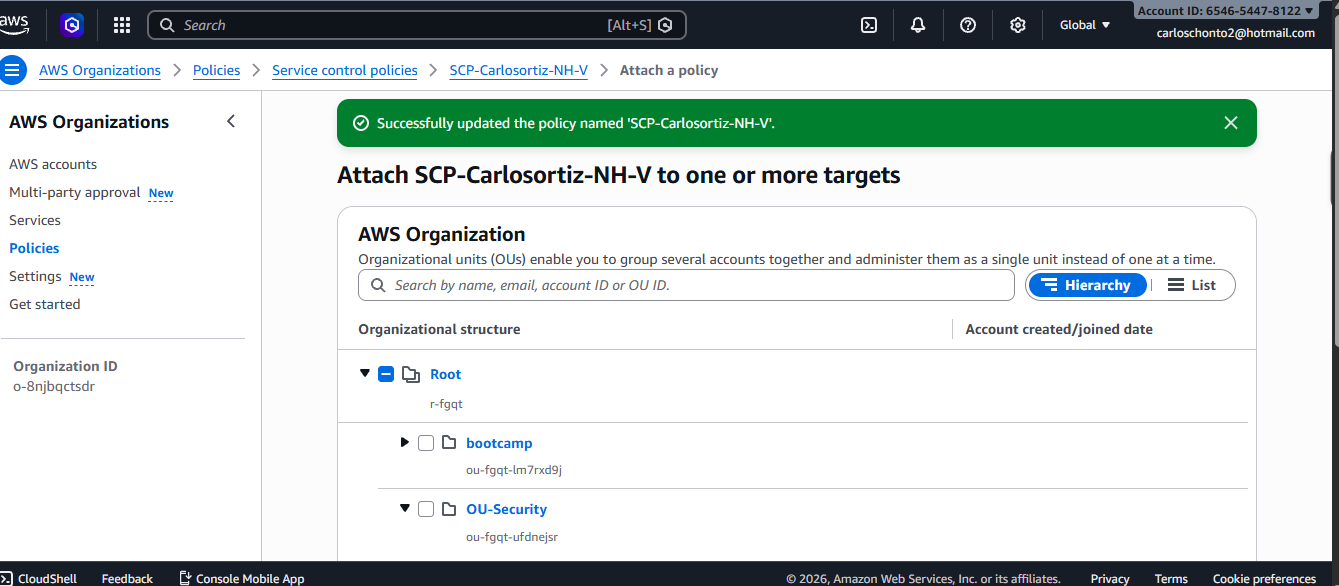 aws
Search [Alt+S] Global Account ID: 6546-5447-8122
carloschonto2@hotmail.com
AWS Organizations Policies Service control policies SCP-Carlosortiz-NH-V Attach a policy
AWS Organizations
AWS accounts
Multi-party approval New
Services
Policies
Settings New
Get started
Organization ID
o-8njbqctsdr
Successfully updated the policy named 'SCP-Carlosortiz-NH-V'.
Attach SCP-Carlosortiz-NH-V to one or more targets
AWS Organization
Organizational units (OUs) enable you to group several accounts together and administer them as a single unit instead of one at a time.
Search by name, email, account ID or OU ID. Hierarchy List
Organizational structure Account created/joined date
Root
r-fgqt
bootcamp
ou-fgqt-lm7rxd9j
OU-Security
ou-fgqt-ufdnejsr
CloudShell Feedback Console Mobile App © 2026, Amazon Web Services, Inc. or its affiliates. Privacy Terms Cookie preferences